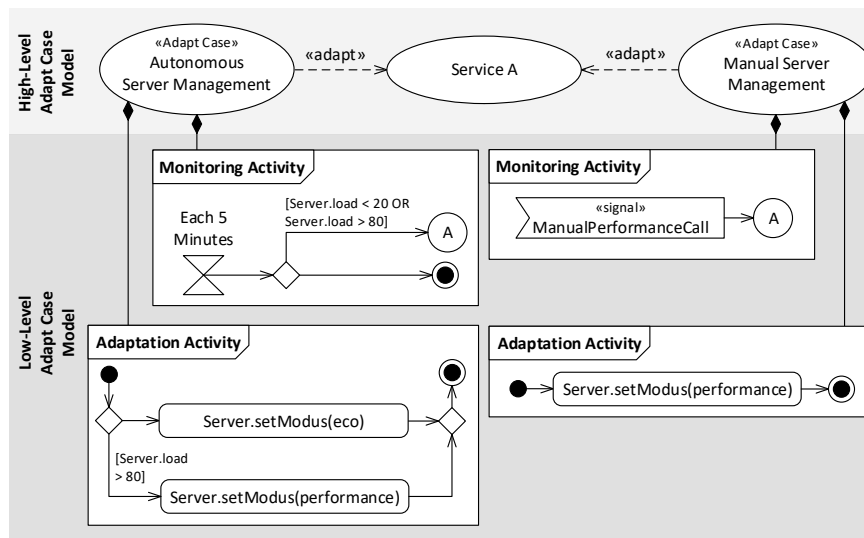 High-Level
Adapt Case
Model
«Adapt Case»
Autonomous
Server Management
«adapt»
Service A
«adapt»
«Adapt Case»
Manual Server
Management
Low-Level
Adapt Case
Model
Monitoring Activity
Each 5
Minutes
[Server.load < 20 OR
Server.load > 80]
A
Monitoring Activity
«signal»
ManualPerformanceCall
A
Adaptation Activity
Server.setModus(eco)
[Server.load
> 80]
Server.setModus(performance)
Adaptation Activity
Server.setModus(performance)